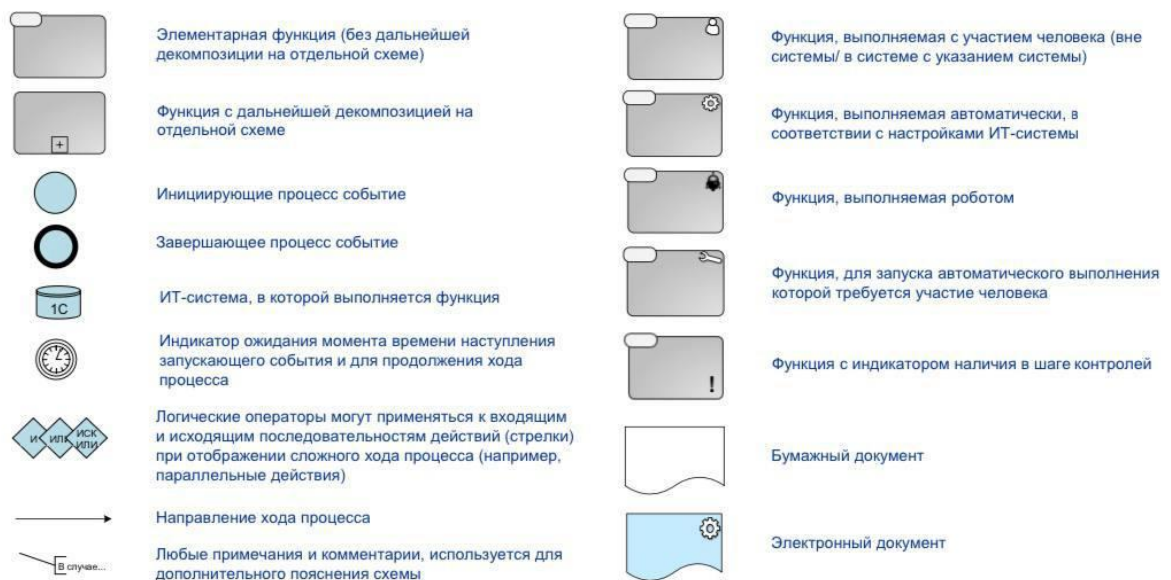 Элементарная функция (без дальнейшей
декомпозиции на отдельной схеме)
Функция с дальнейшей декомпозицией на
отдельной схеме
+
Инициирующие процесс событие
Завершающее процесс событие
1С
ИТ-система, в которой выполняется функция
Индикатор ожидания момента времени наступления
запускающего события и для продолжения хода
процесса
И
ИЛИ
ИСК
ИЛИ
Логические операторы могут применяться к входящим
и исходящим последовательностям действий (стрелки)
при отображении сложного хода процесса (например,
параллельные действия)
Направление хода процесса
В случае...
Любые примечания и комментарии, используется для
дополнительного пояснения схемы
Функция, выполняемая с участием человека (вне
системы/ в системе с указанием системы)
Функция, выполняемая автоматически, в
соответствии с настройками ИТ-системы
Функция, выполняемая роботом
Функция, для запуска автоматического выполнения
которой требуется участие человека
!
Функция с индикатором наличия в шаге контролей
Бумажный документ
Электронный документ